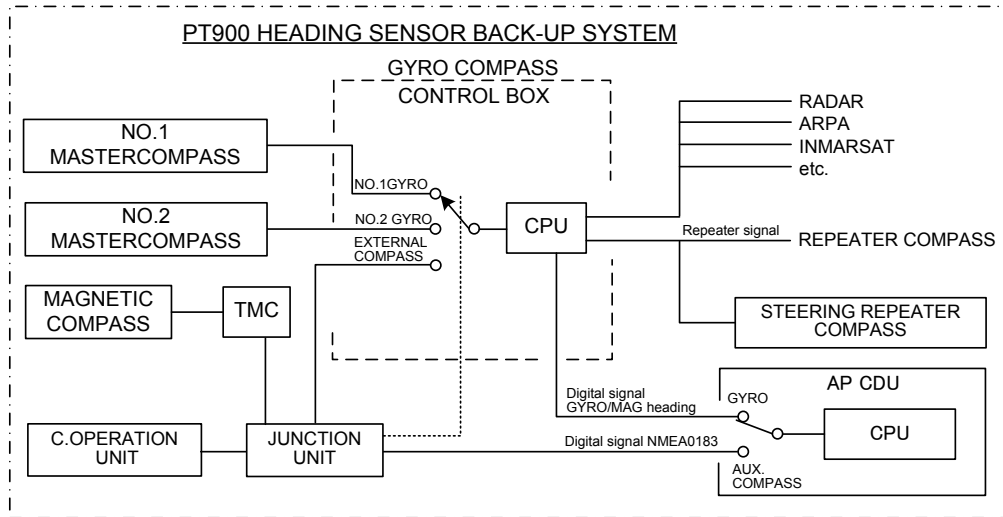 PT900 HEADING SENSOR BACK-UP SYSTEM
GYRO COMPASS
CONTROL BOX
NO.1
MASTERCOMPASS
NO.2
MASTERCOMPASS
MAGNETIC
COMPASS
TMC
C.OPERATION
UNIT
JUNCTION
UNIT
NO.1GYRO
NO.2 GYRO
EXTERNAL
COMPASS
CPU
RADAR
ARPA
INMARSAT
etc.
Repeater signal
REPEATER COMPASS
STEERING REPEATER
COMPASS
Digital signal
GYRO/MAG heading
Digital signal NMEA0183
AP CDU
GYRO
CPU
AUX.
COMPASS